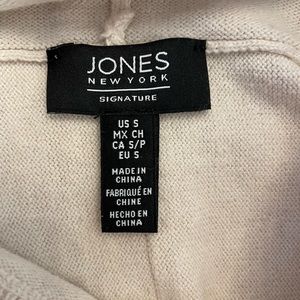 JONES
NEW YORK
SIGNATURE
US S
MX CH
CA S/P
EU S
MADE IN
CHINA
FABRIQUÉ EN
CHINE
HECHO EN
CHINA